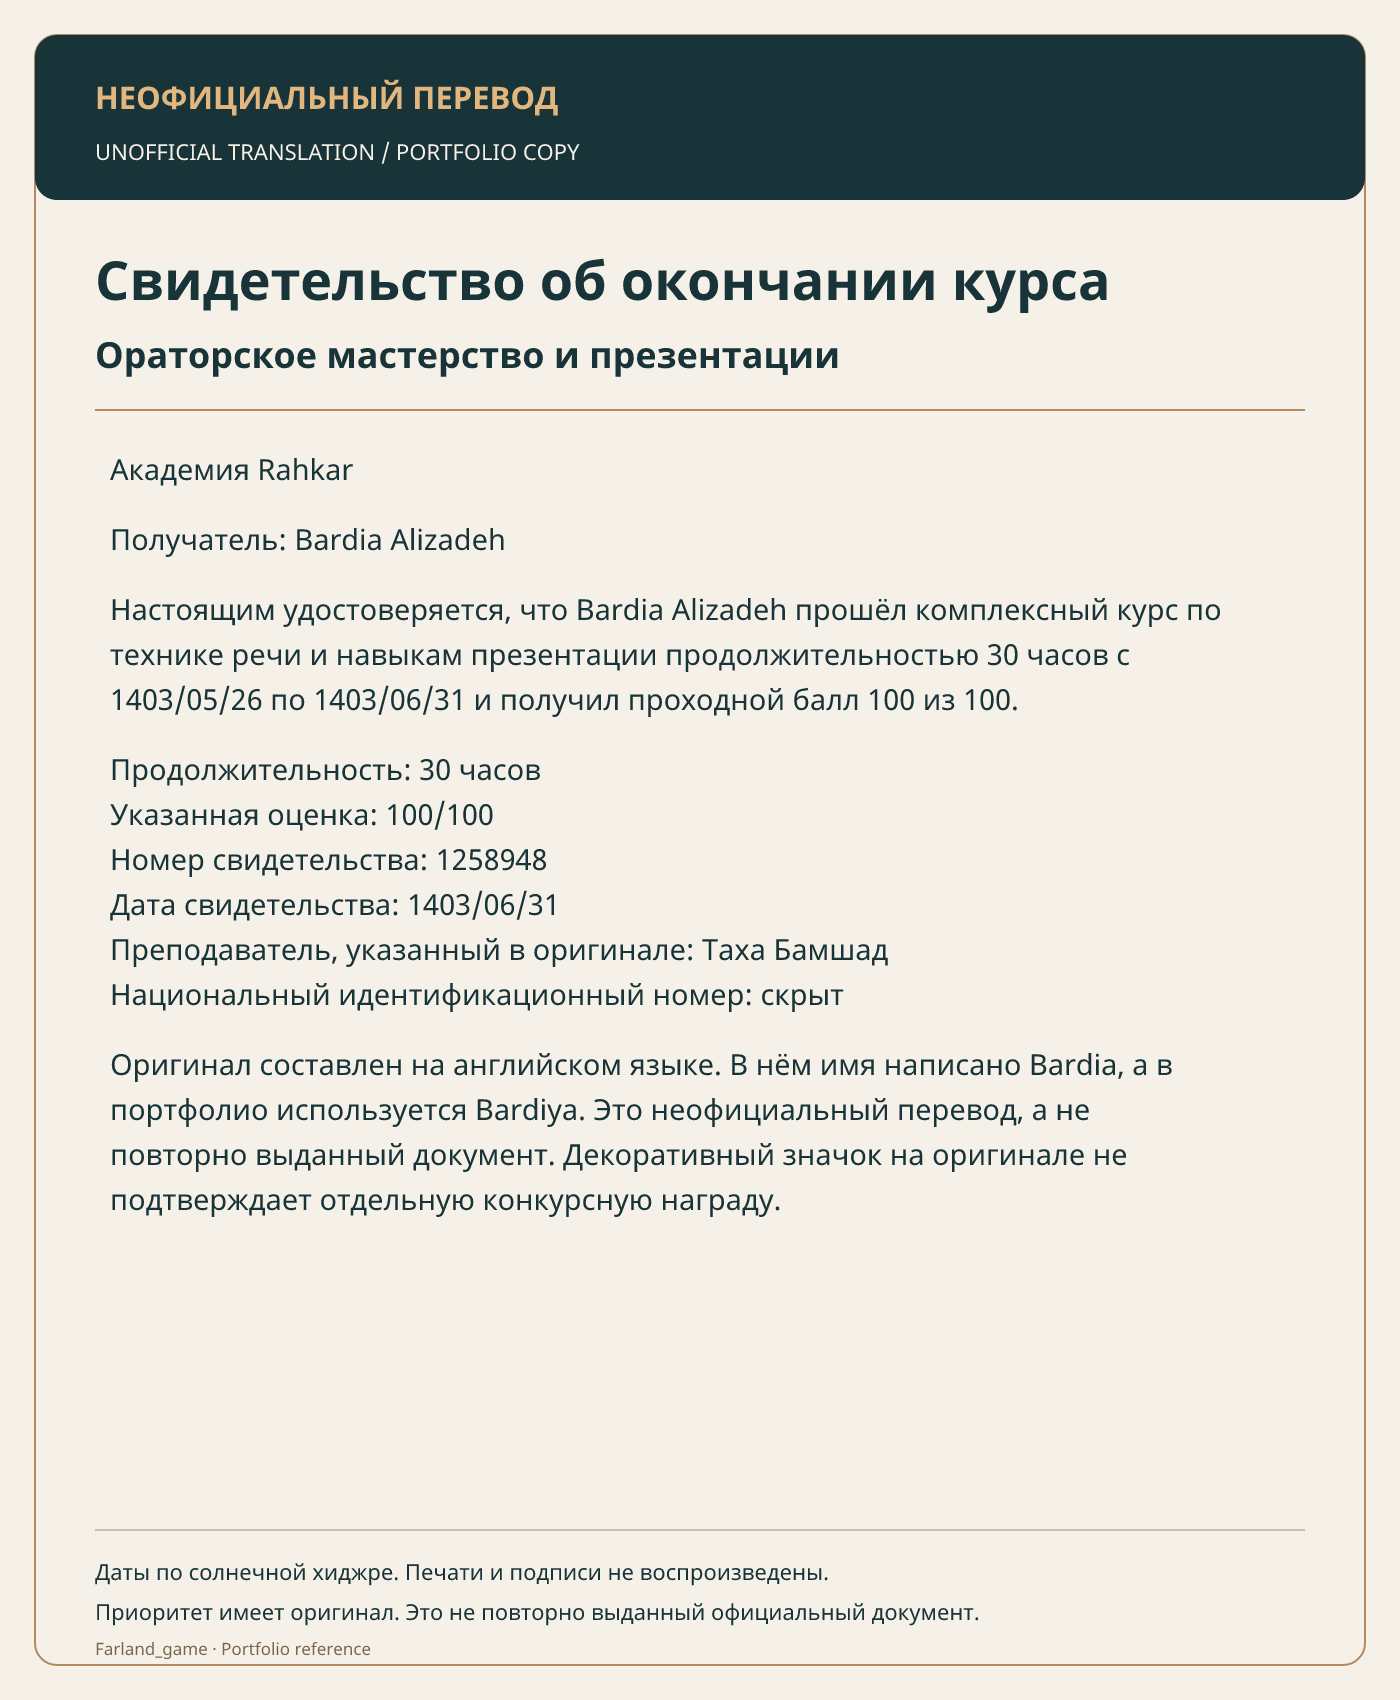 НЕОФИЦИАЛЬНЫЙ ПЕРЕВОД
UNOFFICIAL TRANSLATION / PORTFOLIO COPY
Свидетельство об окончании курса
Ораторское мастерство и презентации
Академия Rahkar
Получатель: Bardia Alizadeh
Настоящим удостоверяется, что Bardia Alizadeh прошёл комплексный курс по
технике речи и навыкам презентации продолжительностью 30 часов с
1403/05/26 по 1403/06/31 и получил проходной балл 100 из 100.
Продолжительность: 30 часов
Указанная оценка: 100/100
Номер свидетельства: 1258948
Дата свидетельства: 1403/06/31
Преподаватель, указанный в оригинале: Таха Бамшад
Национальный идентификационный номер: скрыт
Оригинал составлен на английском языке. В нём имя написано Bardia, а в
портфолио используется Bardiya. Это неофициальный перевод, а не
повторно выданный документ. Декоративный значок на оригинале не
подтверждает отдельную конкурсную награду.
Даты по солнечной хиджре. Печати и подписи не воспроизведены.
Приоритет имеет оригинал. Это не повторно выданный официальный документ.
Farland_game · Portfolio reference